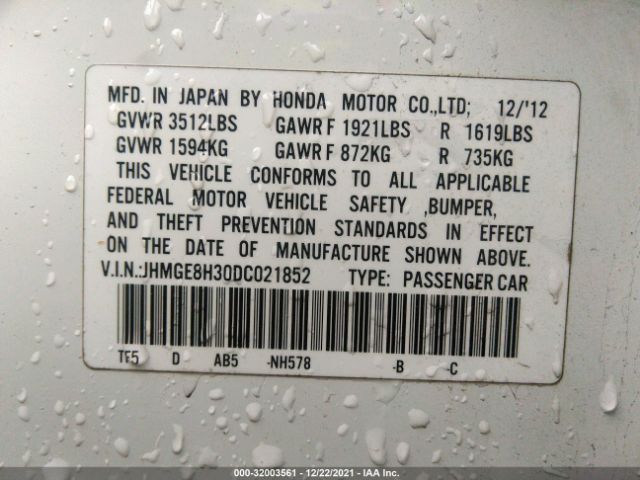 MFD. IN JAPAN BY HONDA MOTOR CO.,LTD; 12/'12
GVWR 3512LBS GAWR F 1921LBS R 1619LBS
GVWR 1594KG GAWR F 872KG R 735KG
THIS VEHICLE CONFORMS TO ALL APPLICABLE
FEDERAL MOTOR VEHICLE SAFETY ,BUMPER,
AND THEFT PREVENTION STANDARDS IN EFFECT
ON THE DATE OF MANUFACTURE SHOWN ABOVE.
V.I.N.:JHMGE8H30DC021852 TYPE: PASSENGER CAR
TF5 D AB5 -NH578 -B -C
000-32003561 - 12/22/2021 - IAA Inc.